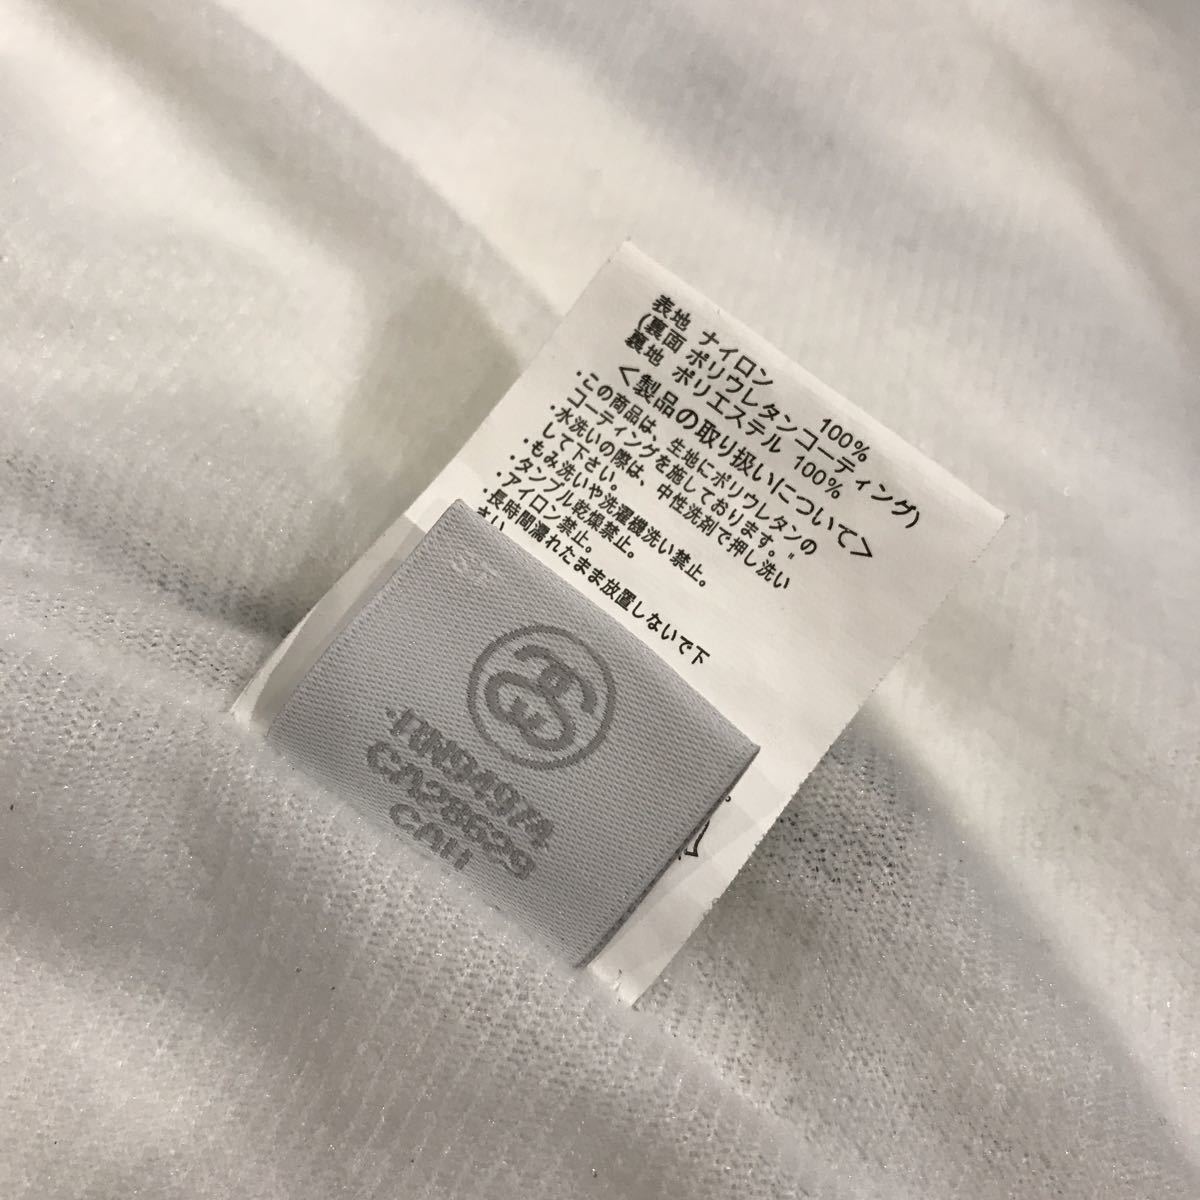 表地 ナイロン 100%
(裏面 ポリウレタンコーティング)
裏地 ポリエステル 100%
<製品の取り扱いについて>
・この商品は、生地にポリウレタンの
コーティングを施しております。"
・水洗いの際は、中性洗剤で押し洗い
して下さい。
・もみ洗いや洗濯機洗い禁止。
・タンブル乾燥禁止。
・アイロン禁止。
・長時間濡れたまま放置しないで下
さい
RN94974
CA28629